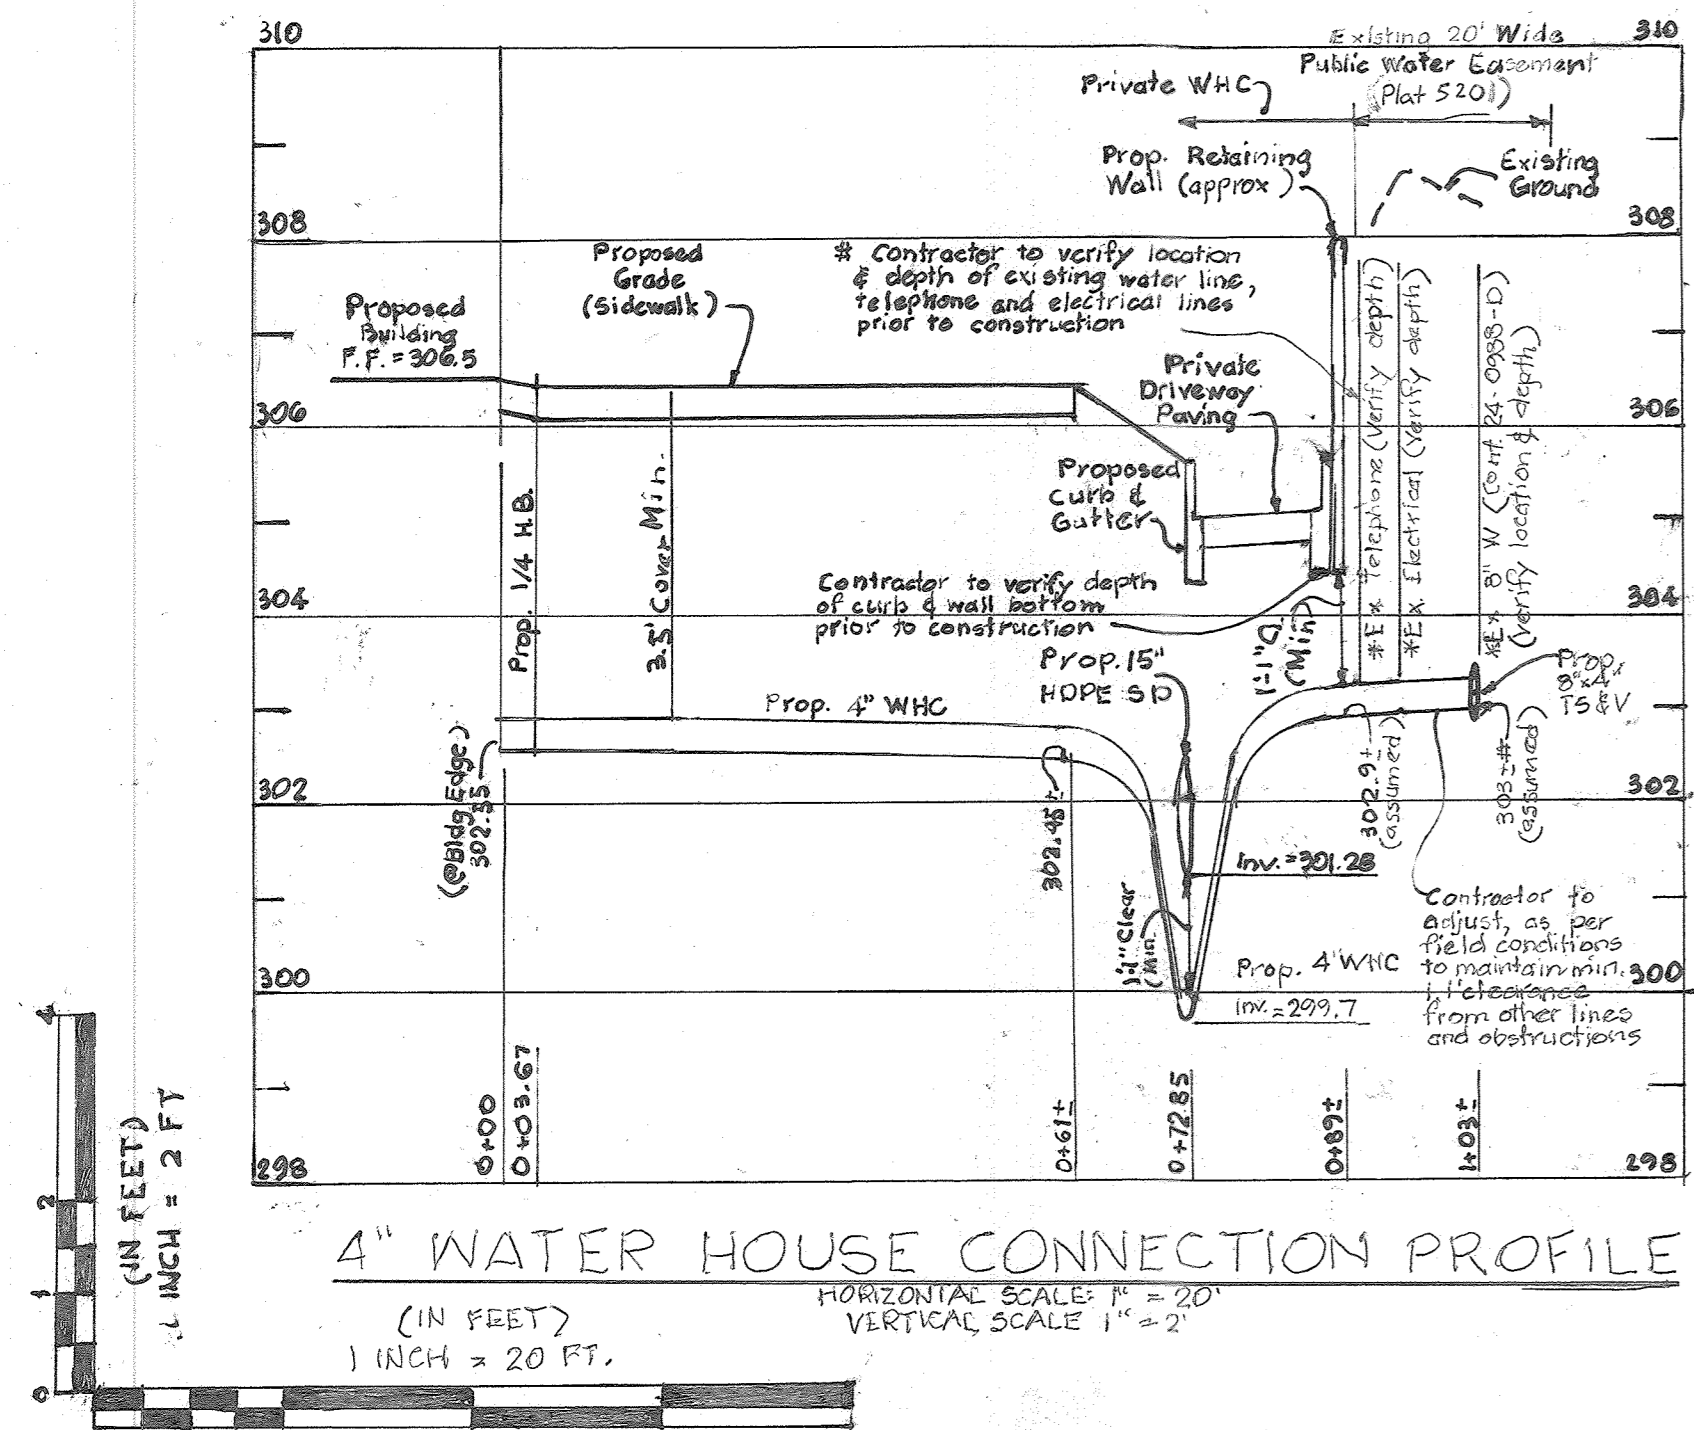 310
Existing 20' Wide
310
Public Water Easement
(Plat 5201)
Private WHC
Prop. Retaining
Wall (approx)
Existing
Ground
308
308
Proposed
Grade
(Sidewalk)
# Contractor to verify location
& depth of existing water line,
telephone and electrical lines
prior to construction
Proposed
Building
F.F. = 306.5
Private
Driveway
Paving
306
306
Proposed
Curb &
Gutter
Prop. 1/4 H.B.
3.5' Cover Min.
*Ex Telephone (Verify depth)
*Ex. Electrical (Verify depth)
*Ex 8" W (Cont. 24-0988-D)
(Verify location & depth)
304
304
Contractor to verify depth
of curb & wall bottom
prior to construction
(Min)
Prop. 15"
HDPE SD
Prop.
8"x4"
TS&V
Prop. 4" WHC
(@Bldg Edge)
302.35
302.45±
302.9±
(assumed)
303±#
(assumed)
302
302
Inv. = 301.28
1'-1" Clear
(Min.
Contractor to
adjust, as per
field conditions
to maintain min.
1.1' clearance
from other lines
and obstructions
Prop. 4" WHC
300
300
Inv. = 299.7
0+00
0+03.67
0+61±
0+72.85
0+89±
1+03±
298
298
4
2
1
0
(IN FEET)
1 INCH = 2 FT
4" WATER HOUSE CONNECTION PROFILE
HORIZONTAL SCALE: 1" = 20'
VERTICAL SCALE 1" = 2'
(IN FEET)
1 INCH = 20 FT.